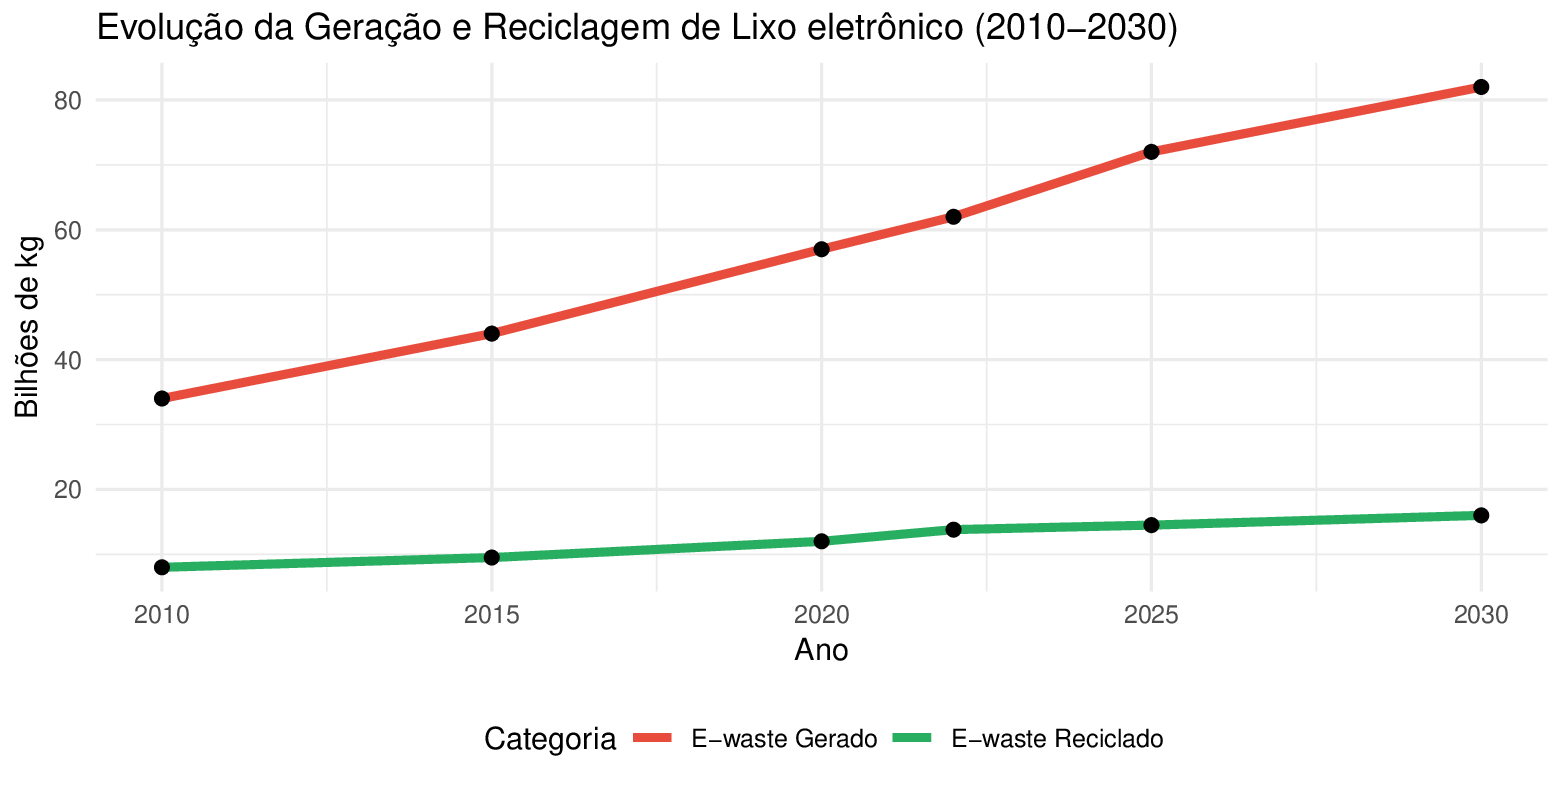 Evolução da Geração e Reciclagem de Lixo eletrônico (2010−2030)
Bilhões de kg
80
60
40
20
2010 2015 2020 2025 2030
Ano
Categoria E−waste Gerado E−waste Reciclado